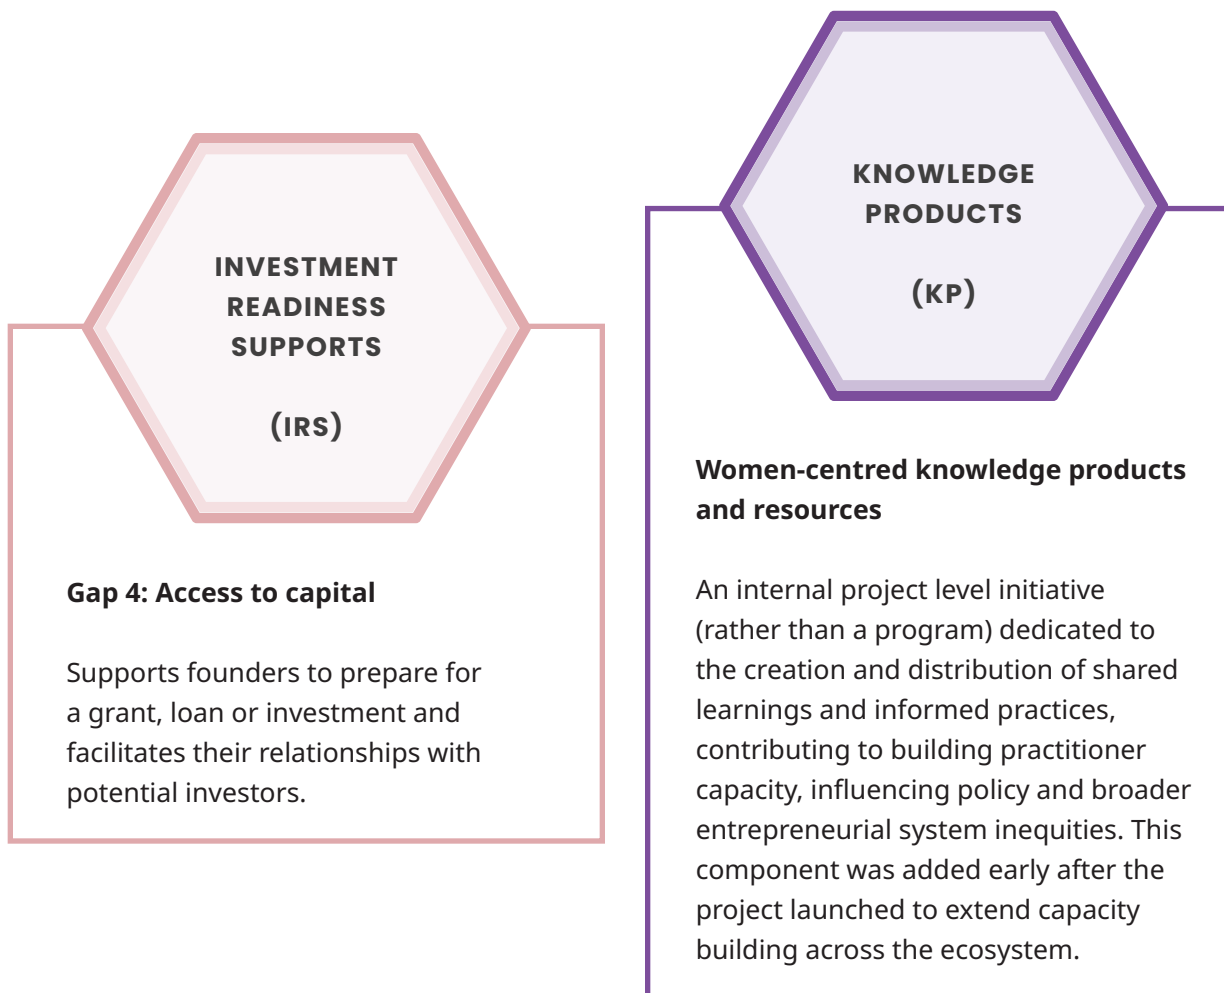 INVESTMENT
READINESS
SUPPORTS
(IRS)
Gap 4: Access to capital
Supports founders to prepare for
a grant, loan or investment and
facilitates their relationships with
potential investors.
KNOWLEDGE
PRODUCTS
(KP)
Women-centred knowledge products
and resources
An internal project level initiative
(rather than a program) dedicated to
the creation and distribution of shared
learnings and informed practices,
contributing to building practitioner
capacity, influencing policy and broader
entrepreneurial system inequities. This
component was added early after the
project launched to extend capacity
building across the ecosystem.